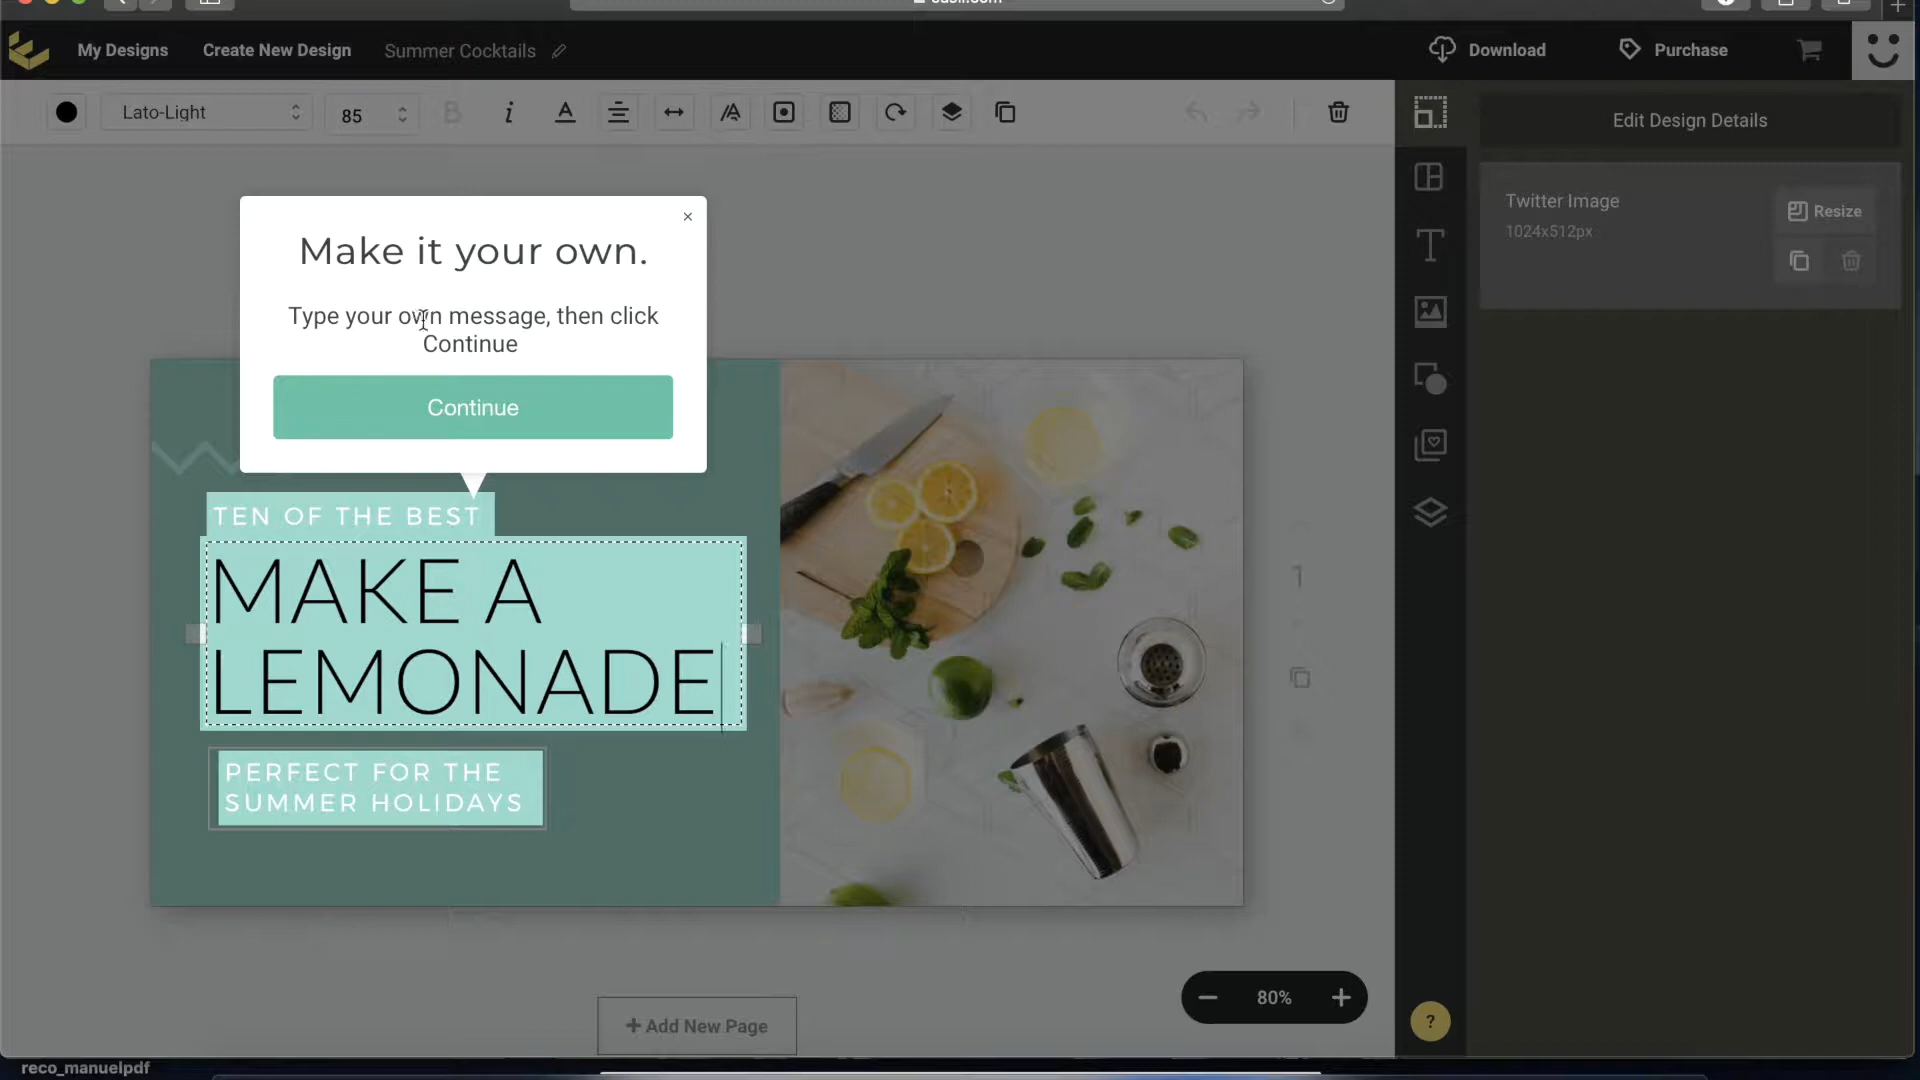 My Designs
Create New Design
Summer Cocktails
Download
Purchase
Lato-Light
85
B
i
A
Edit Design Details
Twitter Image
1024x512px
Resize
Make it your own.
×
Type your own message, then click
Continue
Continue
TEN OF THE BEST
MAKE A
LEMONADE
PERFECT FOR THE
SUMMER HOLIDAYS
1
80%
+ Add New Page
?
reco_manuelpdf